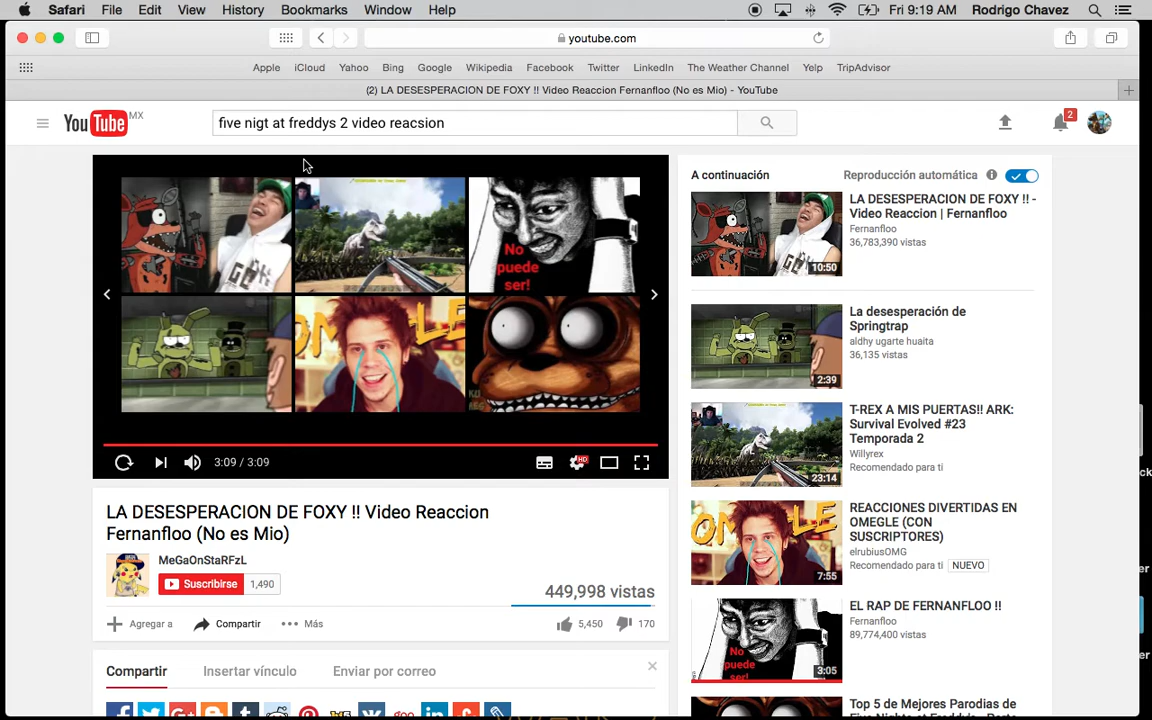 Safari File Edit View History Bookmarks Window Help Fri 9:19 AM Rodrigo Chavez
youtube.com
Apple iCloud Yahoo Bing Google Wikipedia Facebook Twitter LinkedIn The Weather Channel Yelp TripAdvisor
(2) LA DESESPERACION DE FOXY !! Video Reaccion Fernanfloo (No es Mio) - YouTube
YouTube MX
five nigt at freddys 2 video reacsion
2
No
puede
ser!
3:09 / 3:09
HD
LA DESESPERACION DE FOXY !! Video Reaccion
Fernanfloo (No es Mio)
MeGaOnStaRFzL
Suscribirse 1,490
449,998 vistas
Agregar a Compartir Más 5,450 170
Compartir Insertar vínculo Enviar por correo
A continuación Reproducción automática
LA DESESPERACION DE FOXY !! -
Video Reaccion | Fernanfloo
Fernanfloo
36,783,390 vistas
10:50
La desesperación de
Springtrap
aldhy ugarte huaita
36,135 vistas
2:39
T-REX A MIS PUERTAS!! ARK:
Survival Evolved #23
Temporada 2
Willyrex
Recomendado para ti
23:14
REACCIONES DIVERTIDAS EN
OMEGLE (CON
SUSCRIPTORES)
elrubiusOMG
Recomendado para ti NUEVO
7:55
EL RAP DE FERNANFLOO !!
Fernanfloo
89,774,400 vistas
No
puede
3:05
Top 5 de Mejores Parodias de